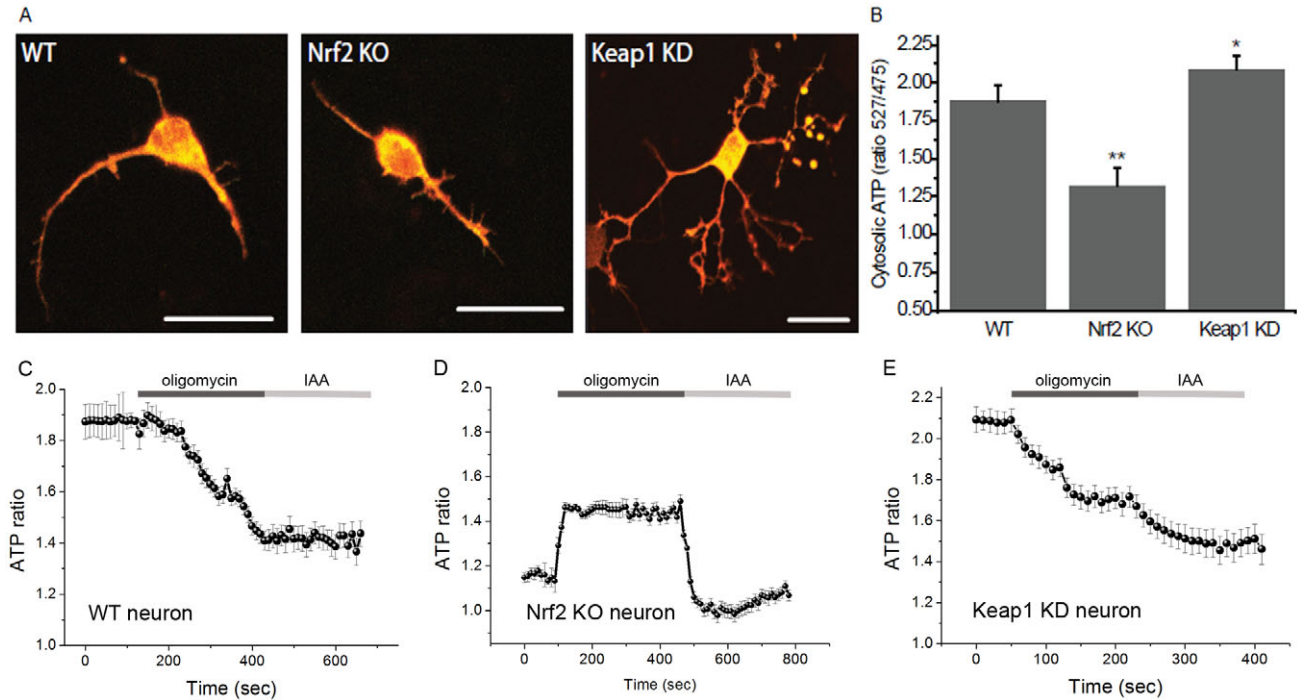 A
WT
Nrf2 KO
Keap1 KD
B
Cytosolic ATP (ratio 527/475)
2.25
2.00
1.75
1.50
1.25
1.00
0.75
0.50
*
**
WT
Nrf2 KO
Keap1 KD
C
oligomycin
IAA
ATP ratio
2.0
1.8
1.6
1.4
1.2
1.0
WT neuron
0
200
400
600
Time (sec)
D
oligomycin
IAA
ATP ratio
2.0
1.8
1.6
1.4
1.2
1.0
Nrf2 KO neuron
0
200
400
600
800
Time (sec)
E
oligomycin
IAA
ATP ratio
2.2
2.0
1.8
1.6
1.4
1.2
1.0
Keap1 KD neuron
0
100
200
300
400
Time (sec)